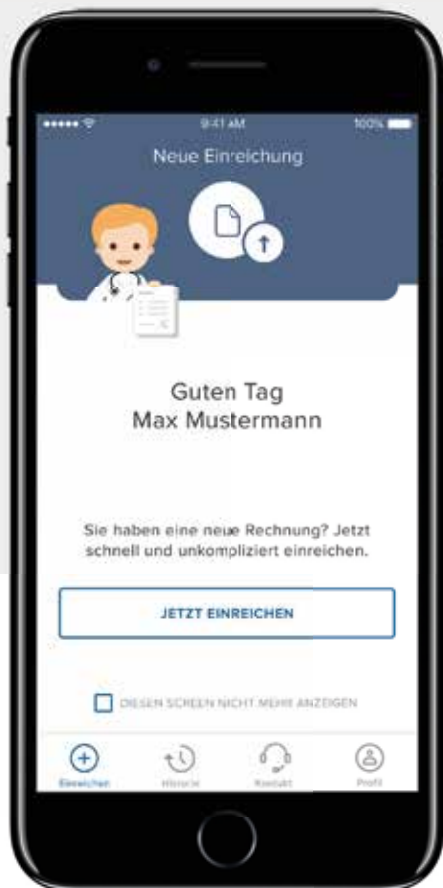 9:41 AM 100%
Neue Einreichung
Guten Tag
Max Mustermann
Sie haben eine neue Rechnung? Jetzt
schnell und unkompliziert einreichen.
JETZT EINREICHEN
DIESEN SCREEN NICHT MEHR ANZEIGEN
Einreichen Historie Kontakt Profil